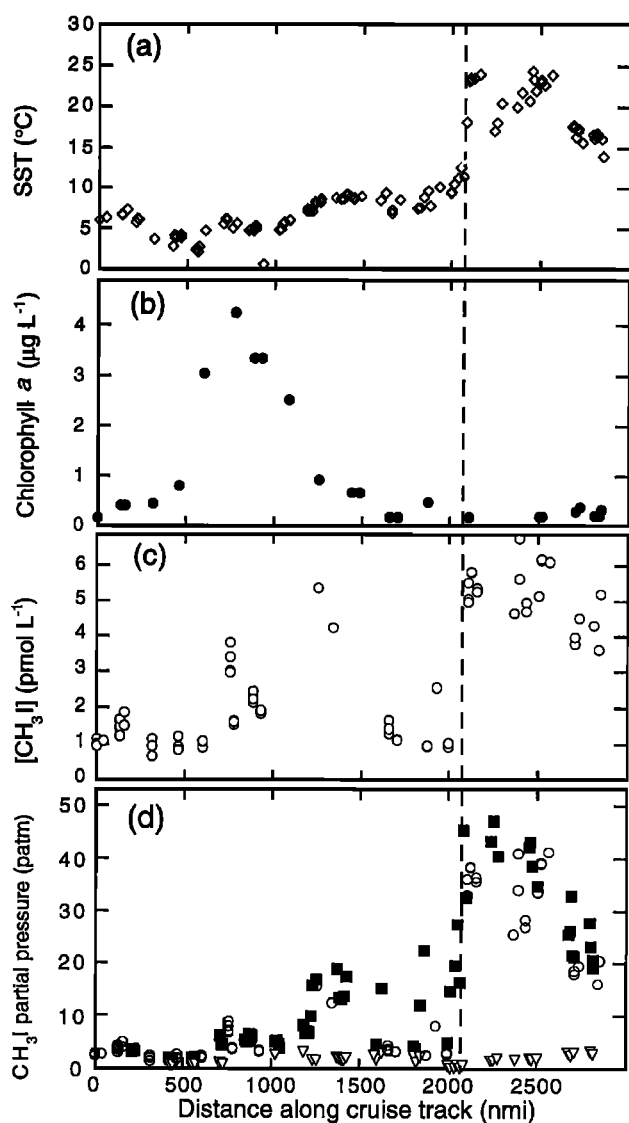 (a)
30
25
20
15
10
5
0
SST (°C)
(b)
4
3
2
1
0
Chlorophyll a (µg L⁻¹)
(c)
6
5
4
3
2
1
0
[CH₃I] (pmol L⁻¹)
(d)
50
40
30
20
10
0
CH₃I partial pressure (patm)
0 500 1000 1500 2000 2500
Distance along cruise track (nmi)